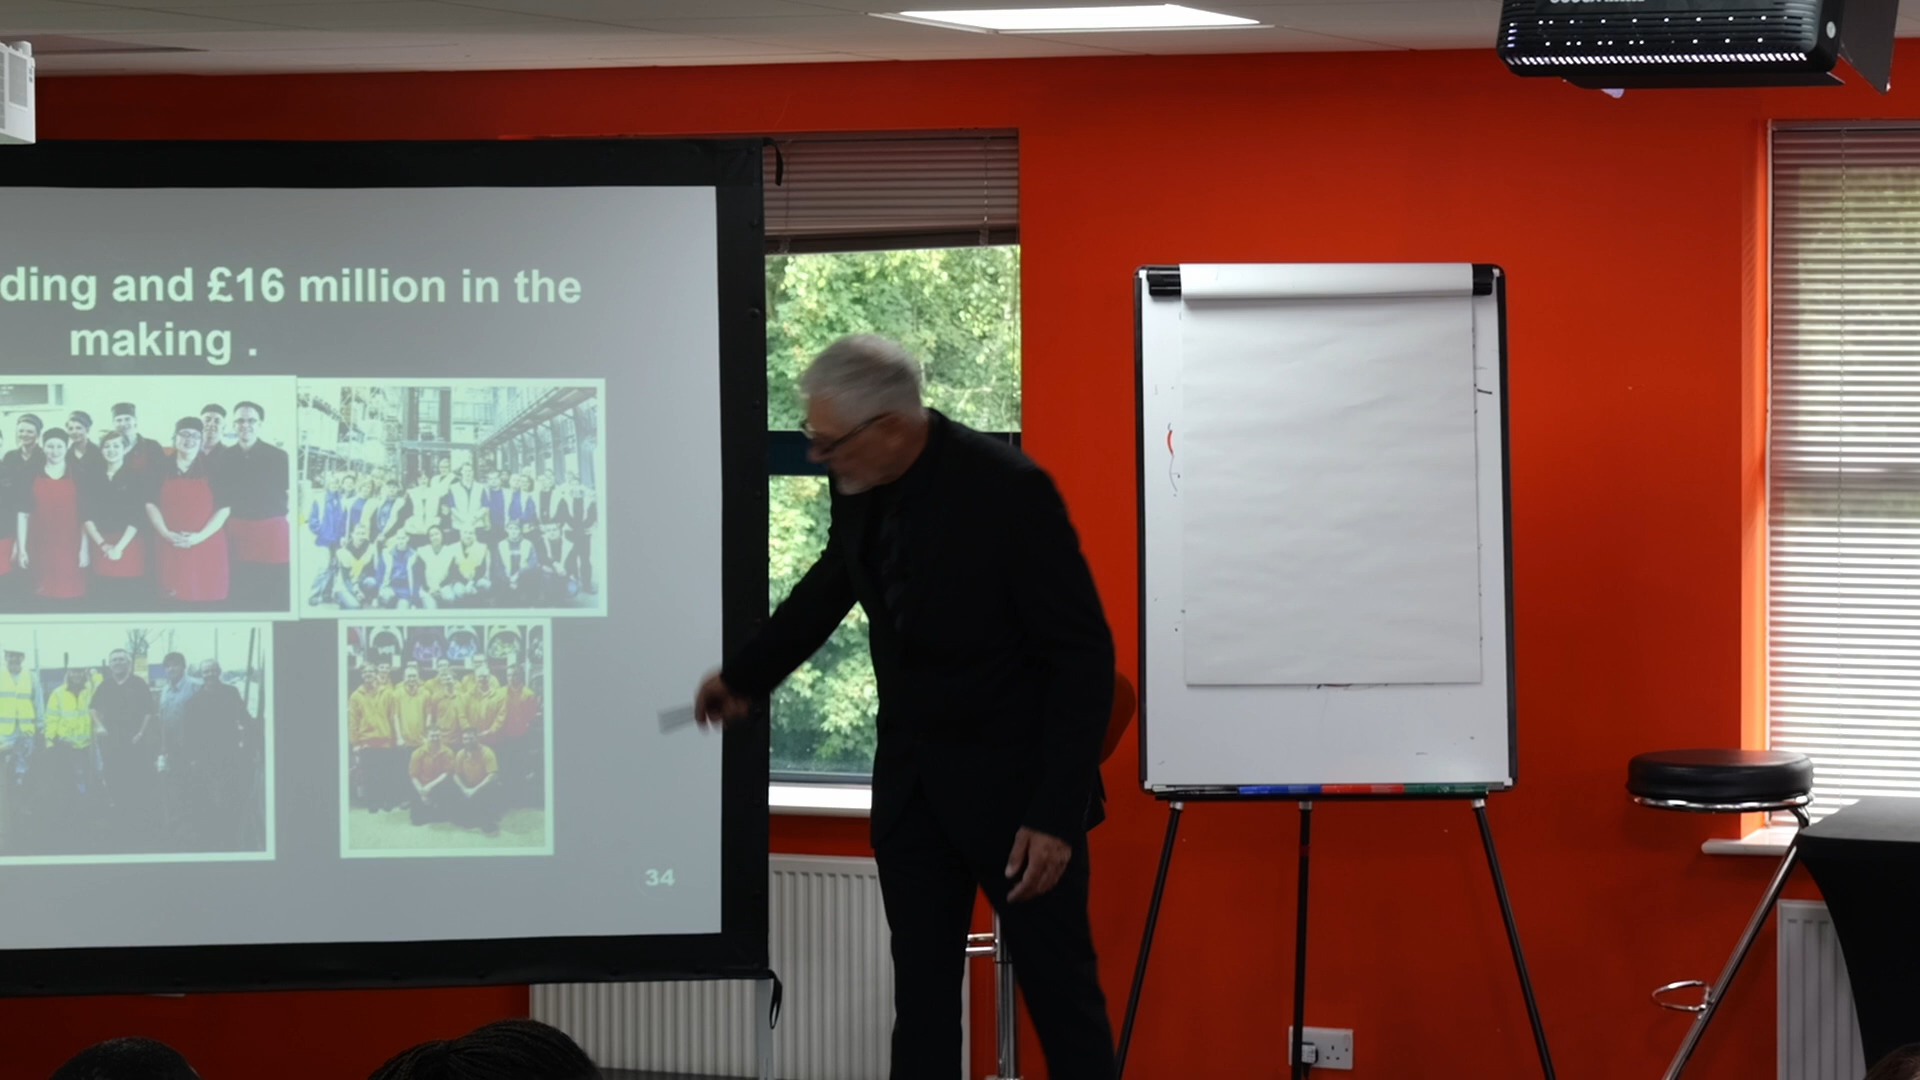 ding and £16 million in the
making .
34